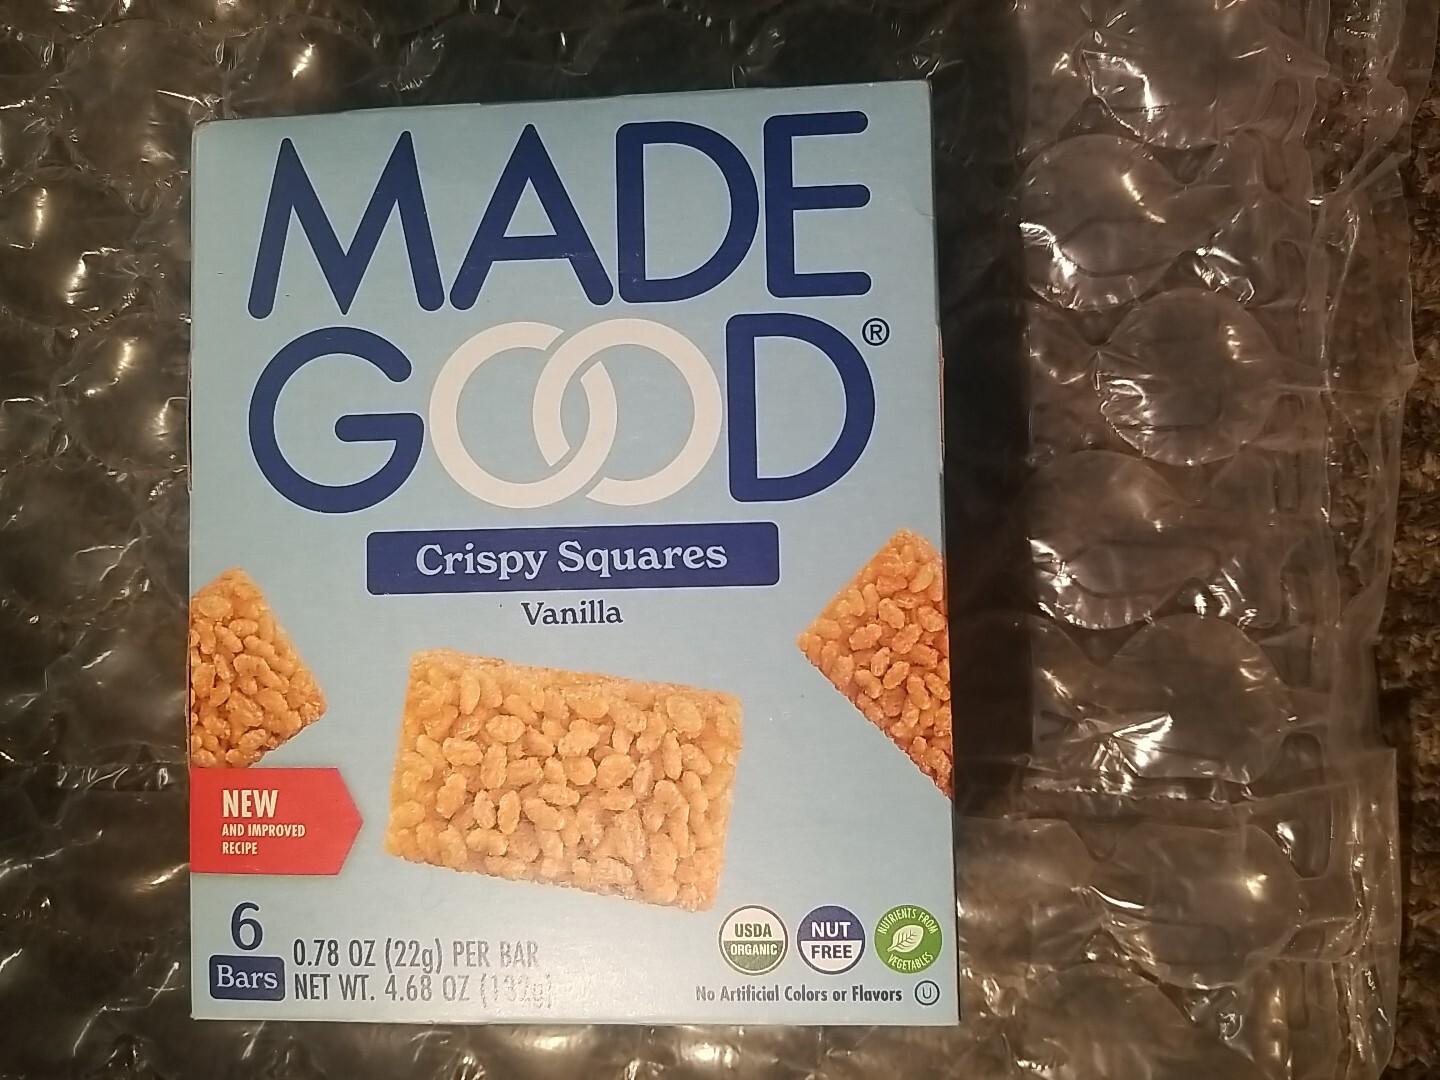 MADE
GOOD®
Crispy Squares
Vanilla
NEW
AND IMPROVED
RECIPE
6
Bars
0.78 OZ (22g) PER BAR
NET WT. 4.68 OZ (132g)
USDA
ORGANIC
NUT
FREE
NUTRIENTS FROM
VEGETABLES
No Artificial Colors or Flavors U